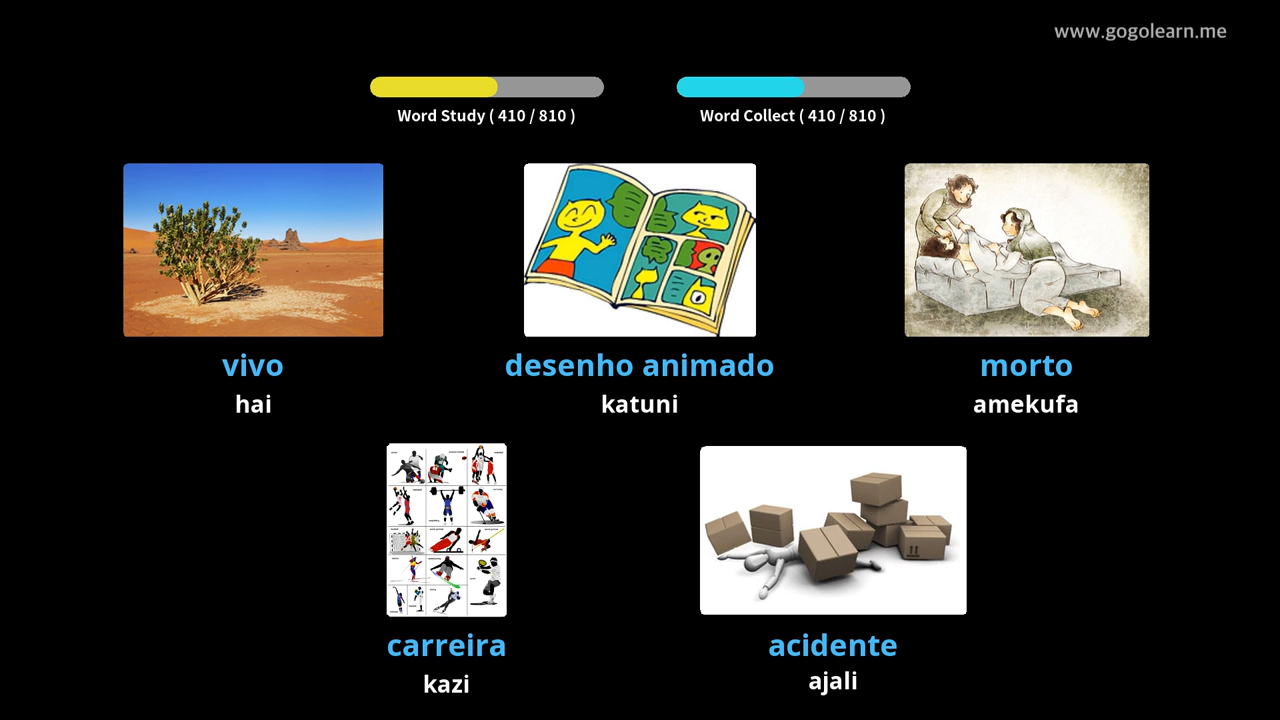 www.gogolearn.me
Word Study ( 410 / 810 )
Word Collect ( 410 / 810 )
vivo
hai
desenho animado
katuni
morto
amekufa
carreira
kazi
acidente
ajali